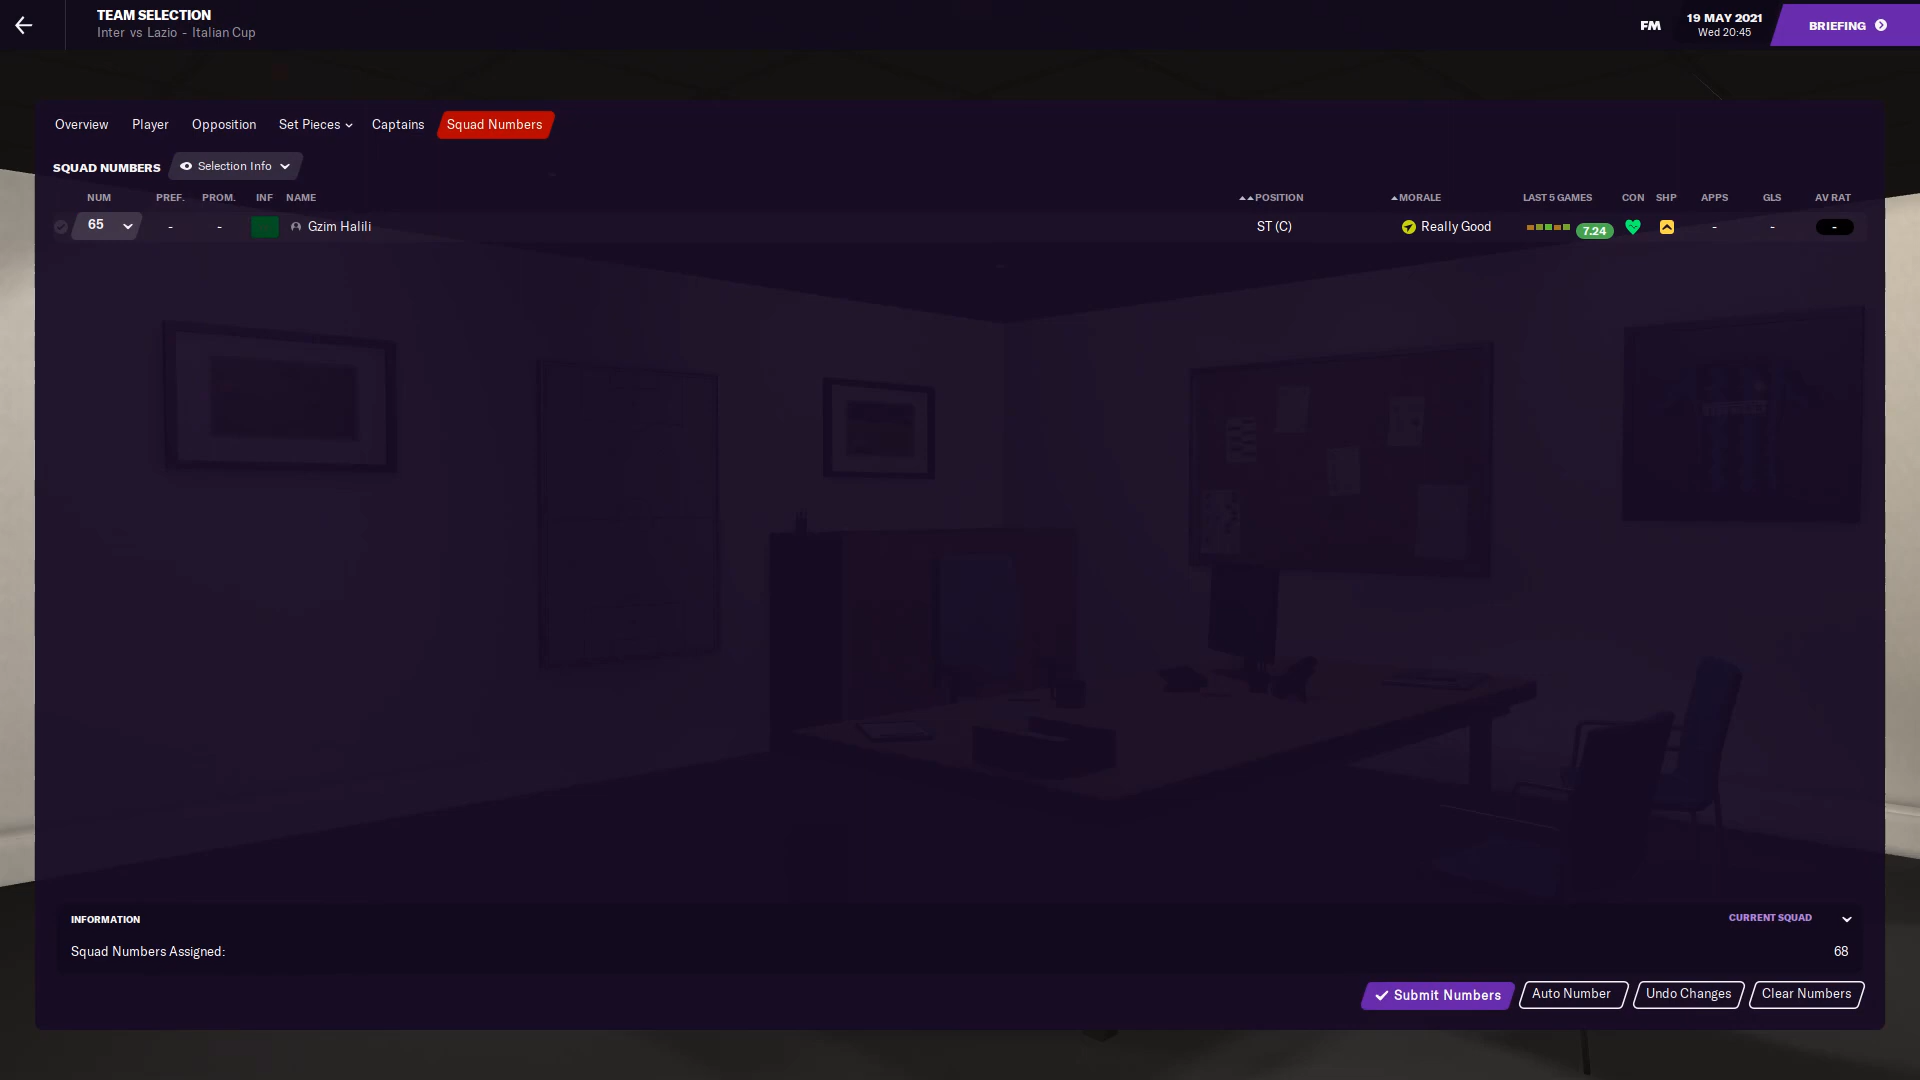 TEAM SELECTION
Inter vs Lazio - Italian Cup
FM
19 MAY 2021
Wed 20:45
BRIEFING
Overview Player Opposition Set Pieces Captains Squad Numbers
SQUAD NUMBERS Selection Info
NUM PREF. PROM. INF NAME POSITION MORALE LAST 5 GAMES CON SHP APPS GLS AV RAT
65 - - Gzim Halili ST (C) Really Good 7.24 - - -
INFORMATION CURRENT SQUAD
Squad Numbers Assigned: 68
Submit Numbers Auto Number Undo Changes Clear Numbers